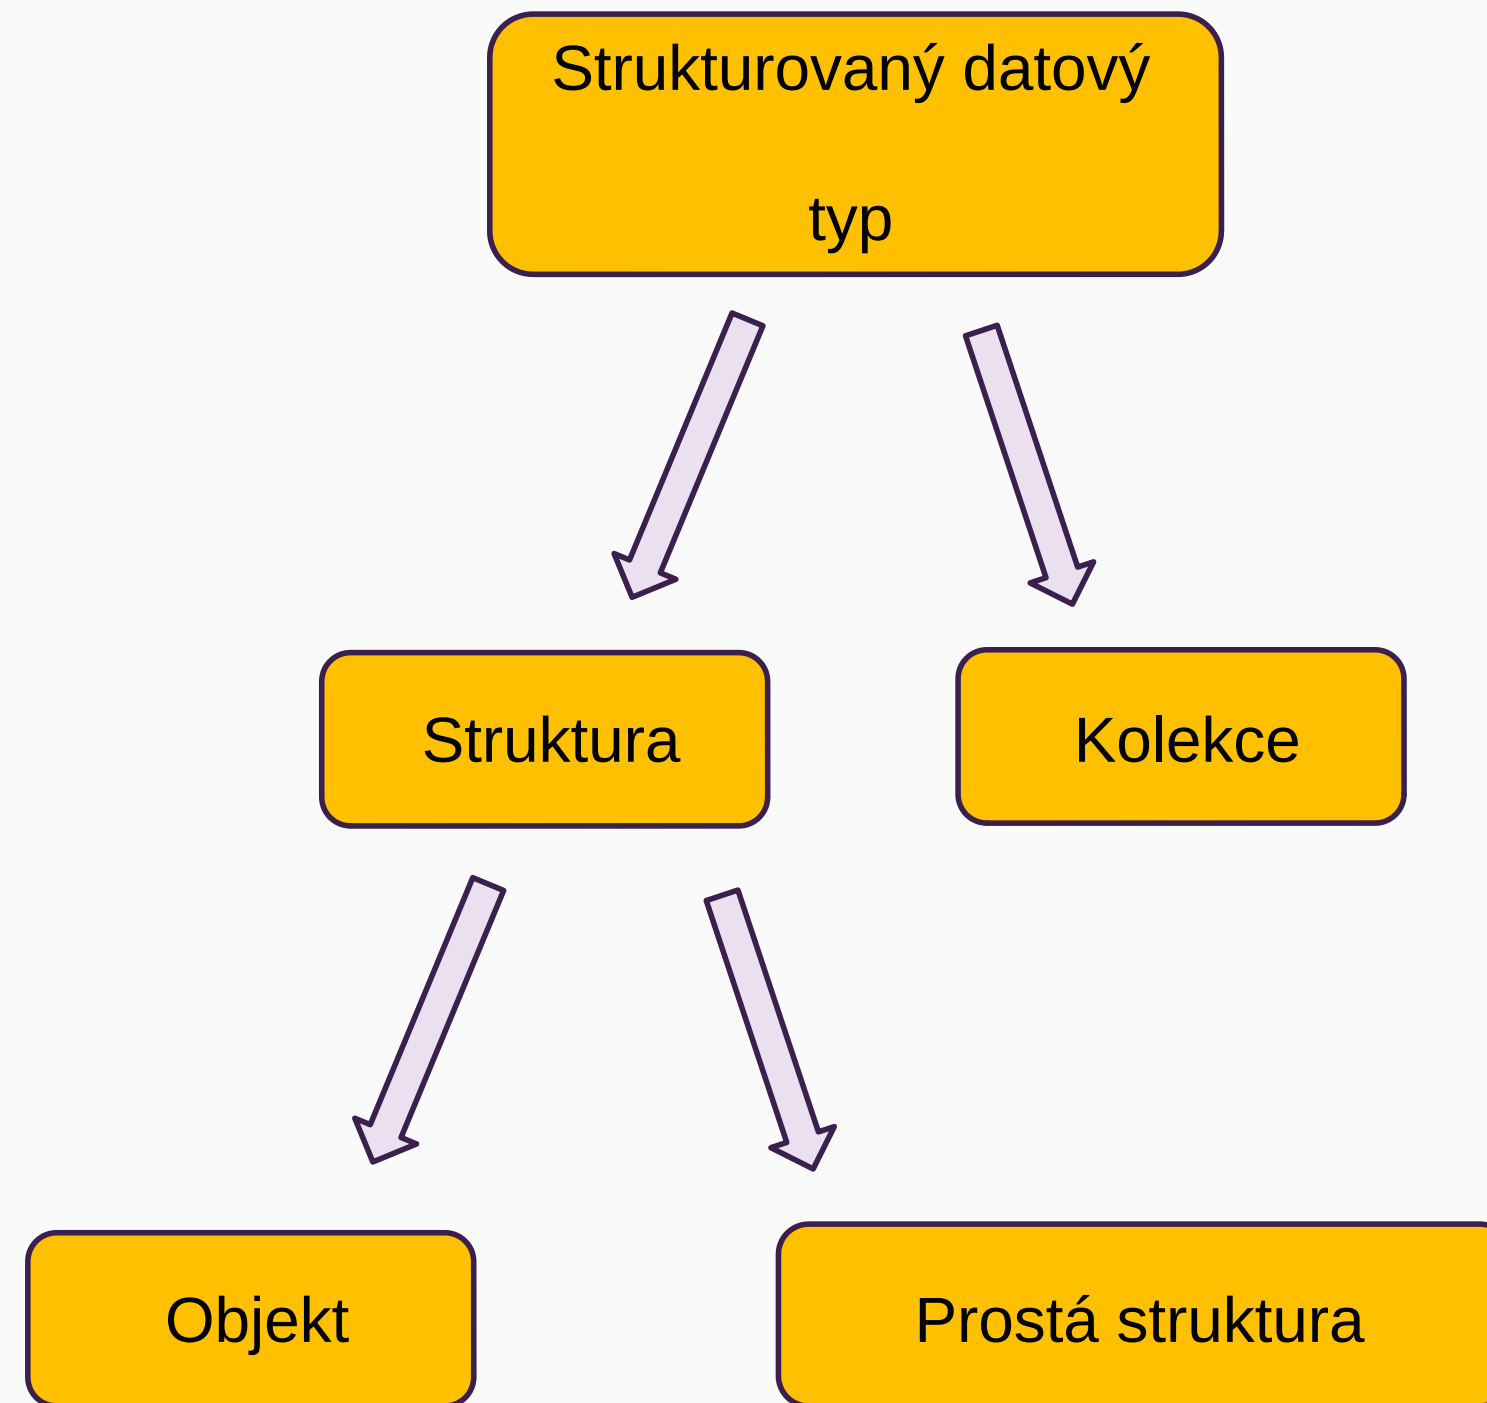 Strukturovaný datový
typ
Struktura
Kolekce
Objekt
Prostá struktura